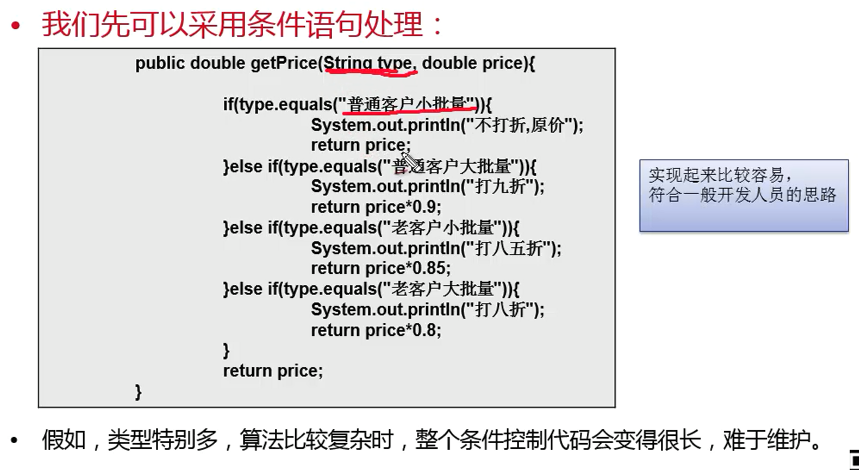 • 我们先可以采用条件语句处理：
public double getPrice(String type, double price){
if(type.equals("普通客户小批量")){
System.out.println("不打折,原价");
return price;
}else if(type.equals("普通客户大批量")){
System.out.println("打九折");
return price*0.9;
}else if(type.equals("老客户小批量")){
System.out.println("打八五折");
return price*0.85;
}else if(type.equals("老客户大批量")){
System.out.println("打八折");
return price*0.8;
}
return price;
}
实现起来比较容易，
符合一般开发人员的思路
• 假如，类型特别多，算法比较复杂时，整个条件控制代码会变得很长，难于维护。